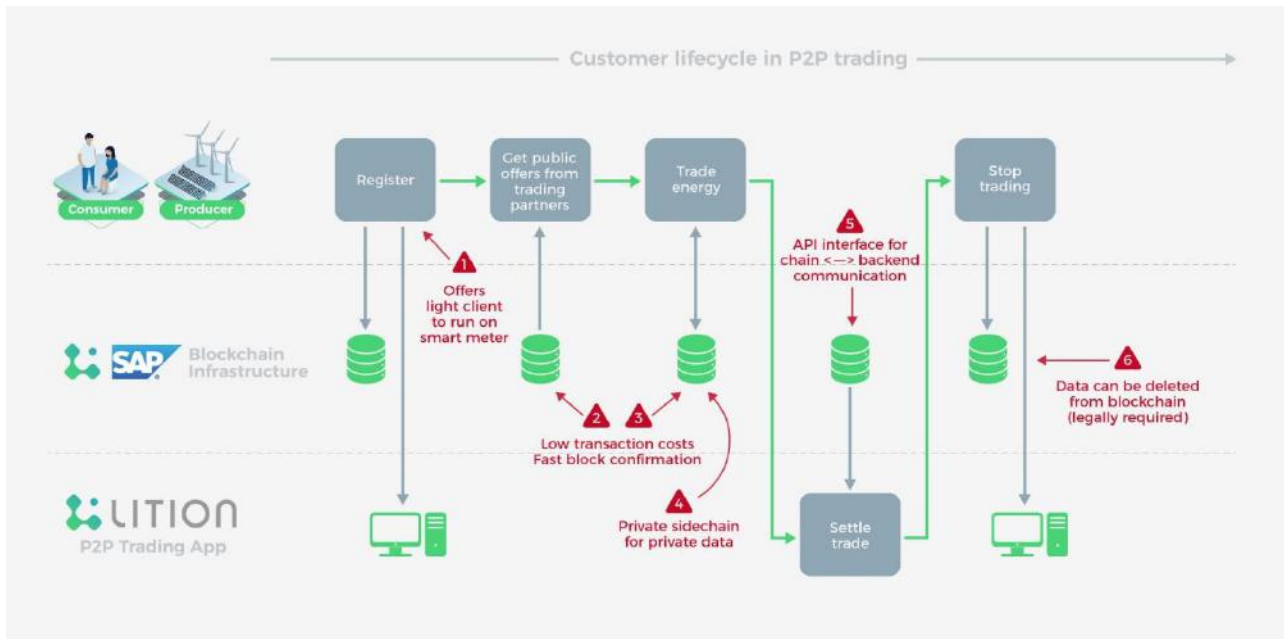 Customer lifecycle in P2P trading
Consumer
Producer
Register
Get public
offers from
trading
partners
Trade
energy
Stop
trading
1
Offers
light client
to run on
smart meter
5
API interface for
chain <—> backend
communication
SAP
Blockchain
Infrastructure
2
3
Low transaction costs
Fast block confirmation
6
Data can be deleted
from blockchain
(legally required)
4
Private sidechain
for private data
LITION
P2P Trading App
Settle
trade